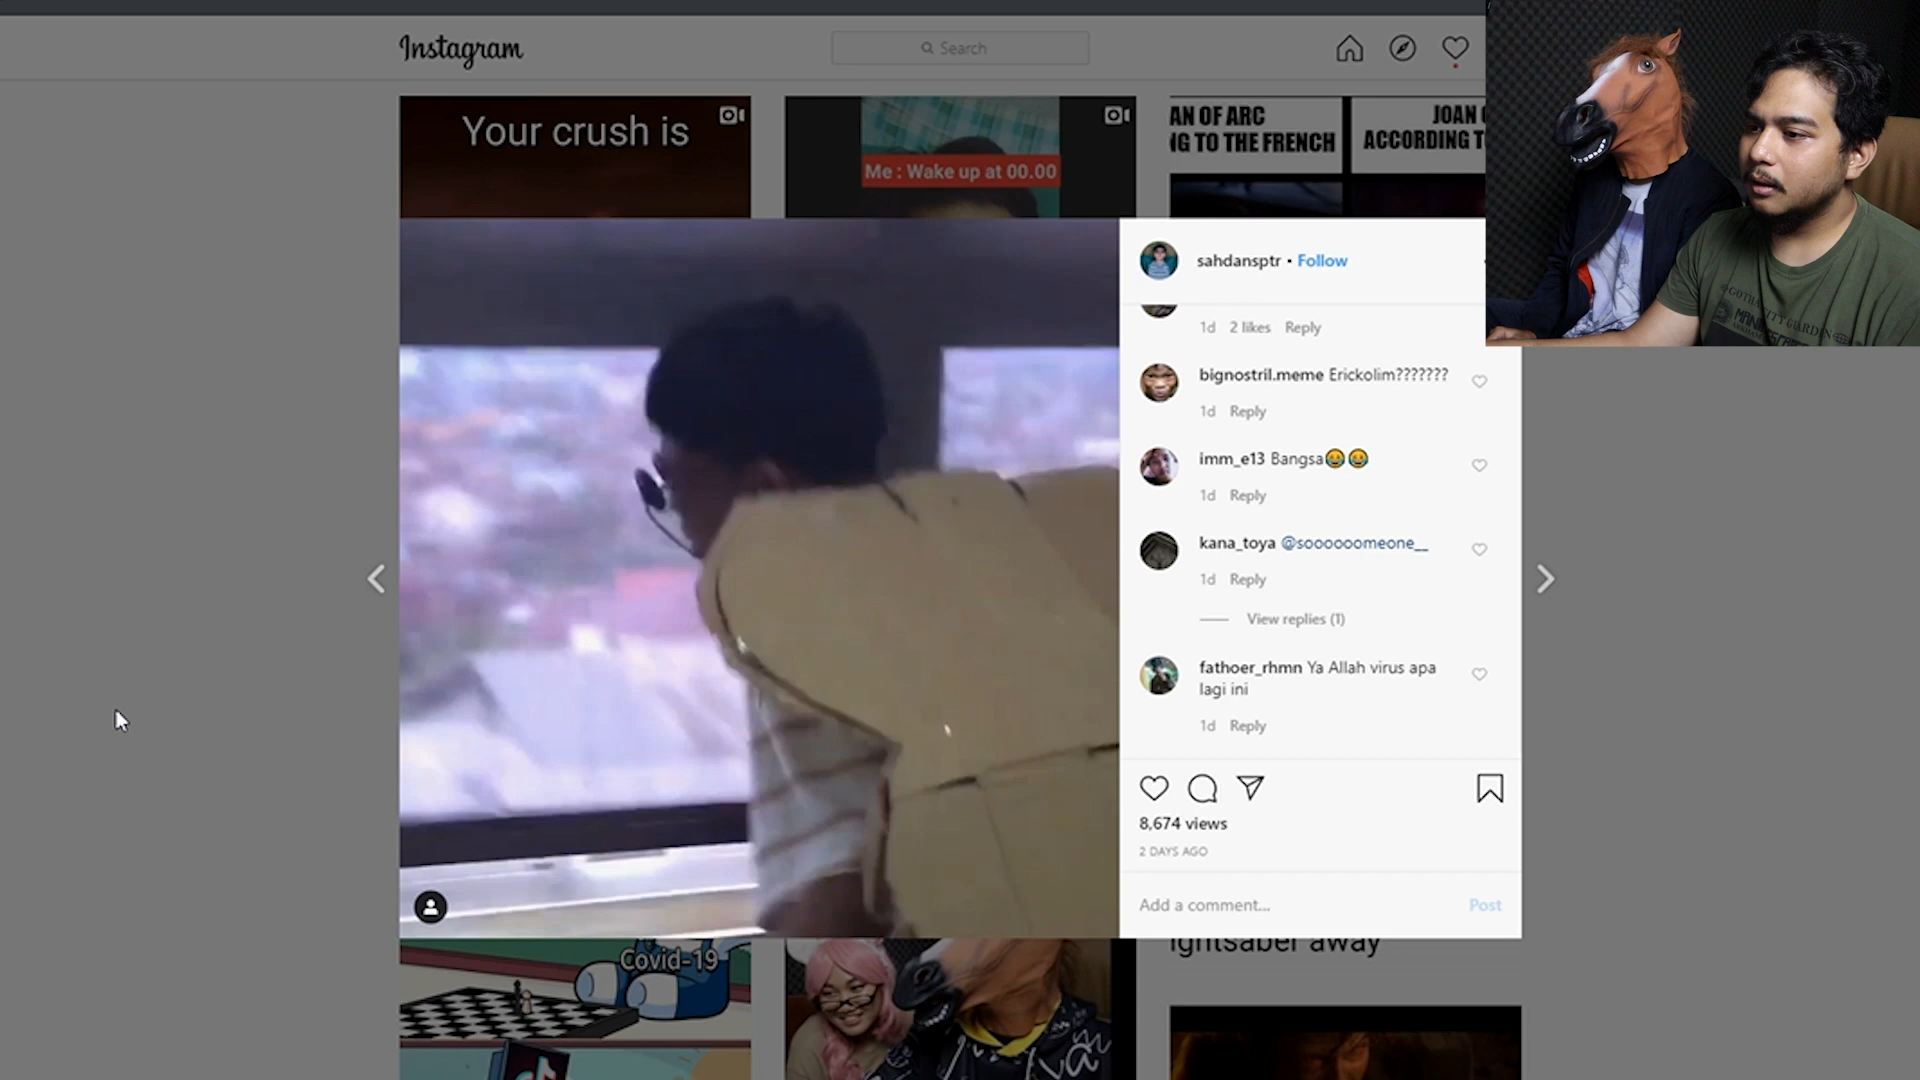 Instagram
Search
Your crush is
Me : Wake up at 00.00
AN OF ARC
JOAN
NG TO THE FRENCH
ACCORDING T
sahdansptr • Follow
1d 2 likes Reply
bignostril.meme Erickolim???????
1d Reply
imm_e13 Bangsa😂😂
1d Reply
kana_toya @soooooomeone__
1d Reply
View replies (1)
fathoer_rhmn Ya Allah virus apa
lagi ini
1d Reply
8,674 views
2 DAYS AGO
Add a comment... Post
Covid-19
ightsaber away